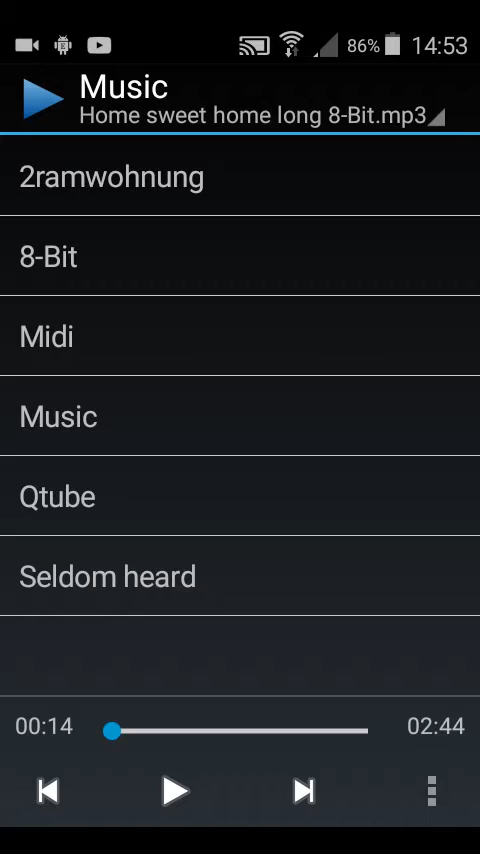 86% 14:53
Music
Home sweet home long 8-Bit.mp3
2ramwohnung
8-Bit
Midi
Music
Qtube
Seldom heard
00:14 02:44